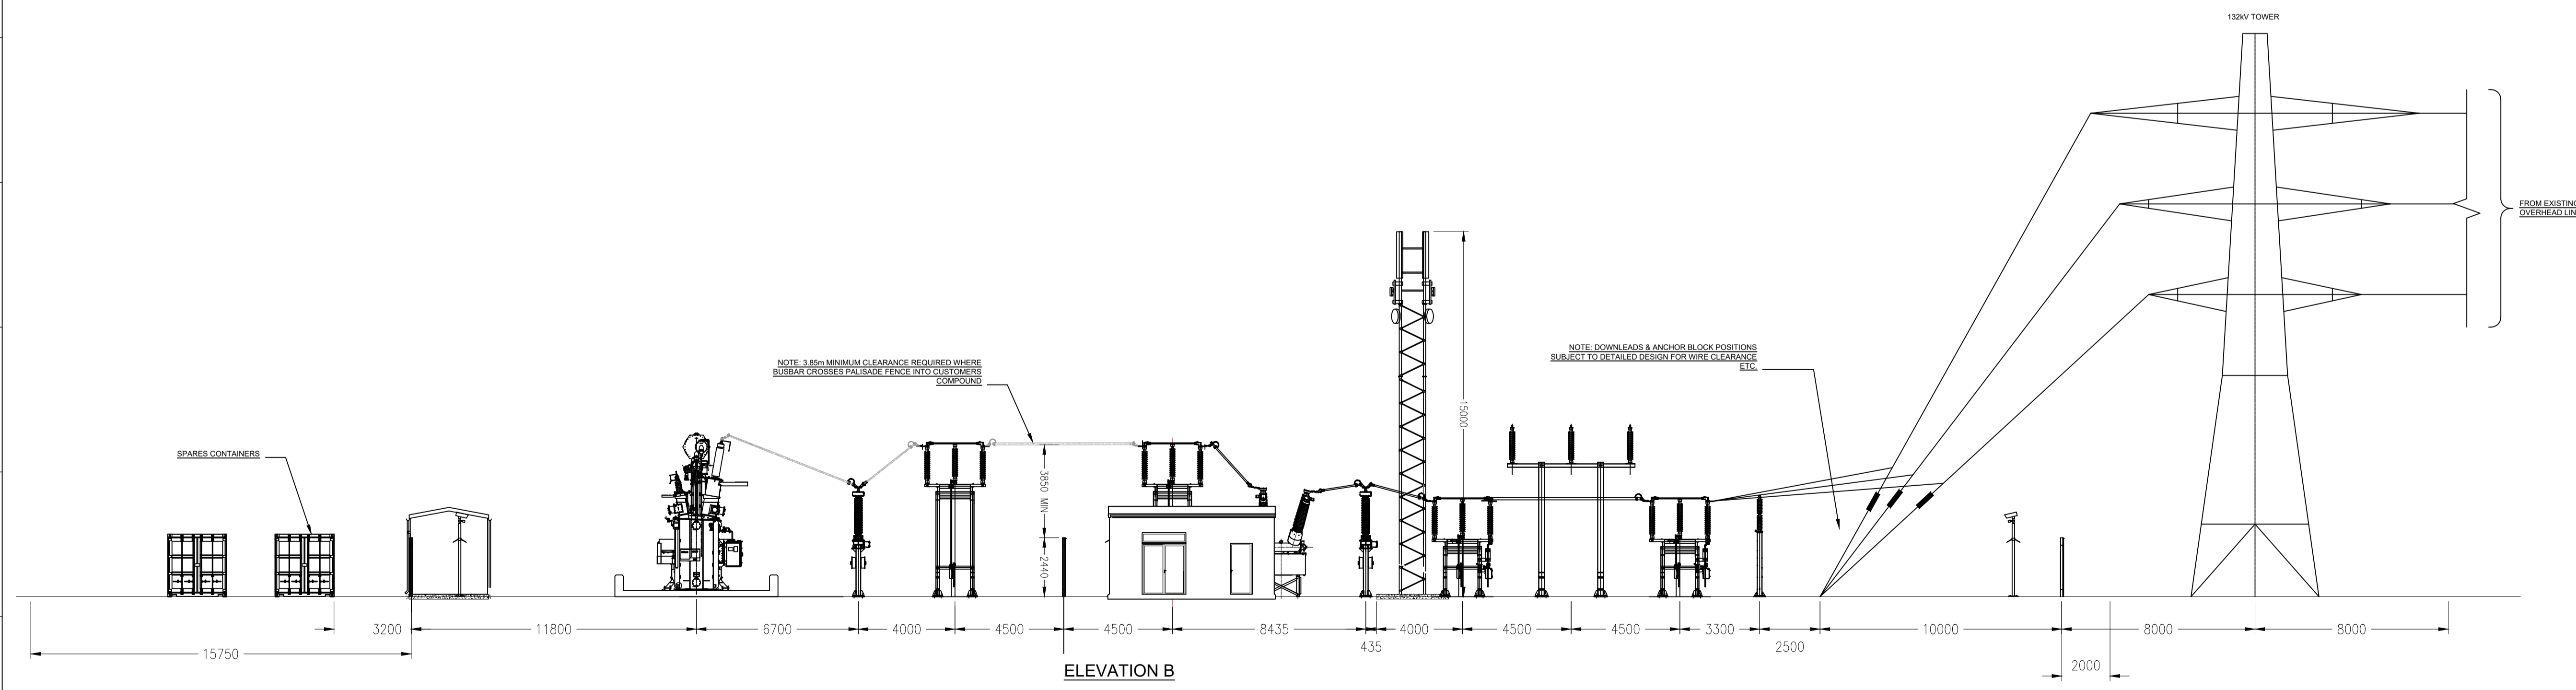 132kV TOWER
FROM EXISTING
OVERHEAD LIN
NOTE: 3.85m MINIMUM CLEARANCE REQUIRED WHERE
BUSBAR CROSSES PALISADE FENCE INTO CUSTOMERS
COMPOUND
NOTE: DOWNLEADS & ANCHOR BLOCK POSITIONS
SUBJECT TO DETAILED DESIGN FOR WIRE CLEARANCE
ETC.
SPARES CONTAINERS
15000
3850 MIN
2440
3200
11800
6700
4000
4500
4500
8435
4000
4500
4500
3300
10000
8000
8000
435
2500
15750
2000
ELEVATION B